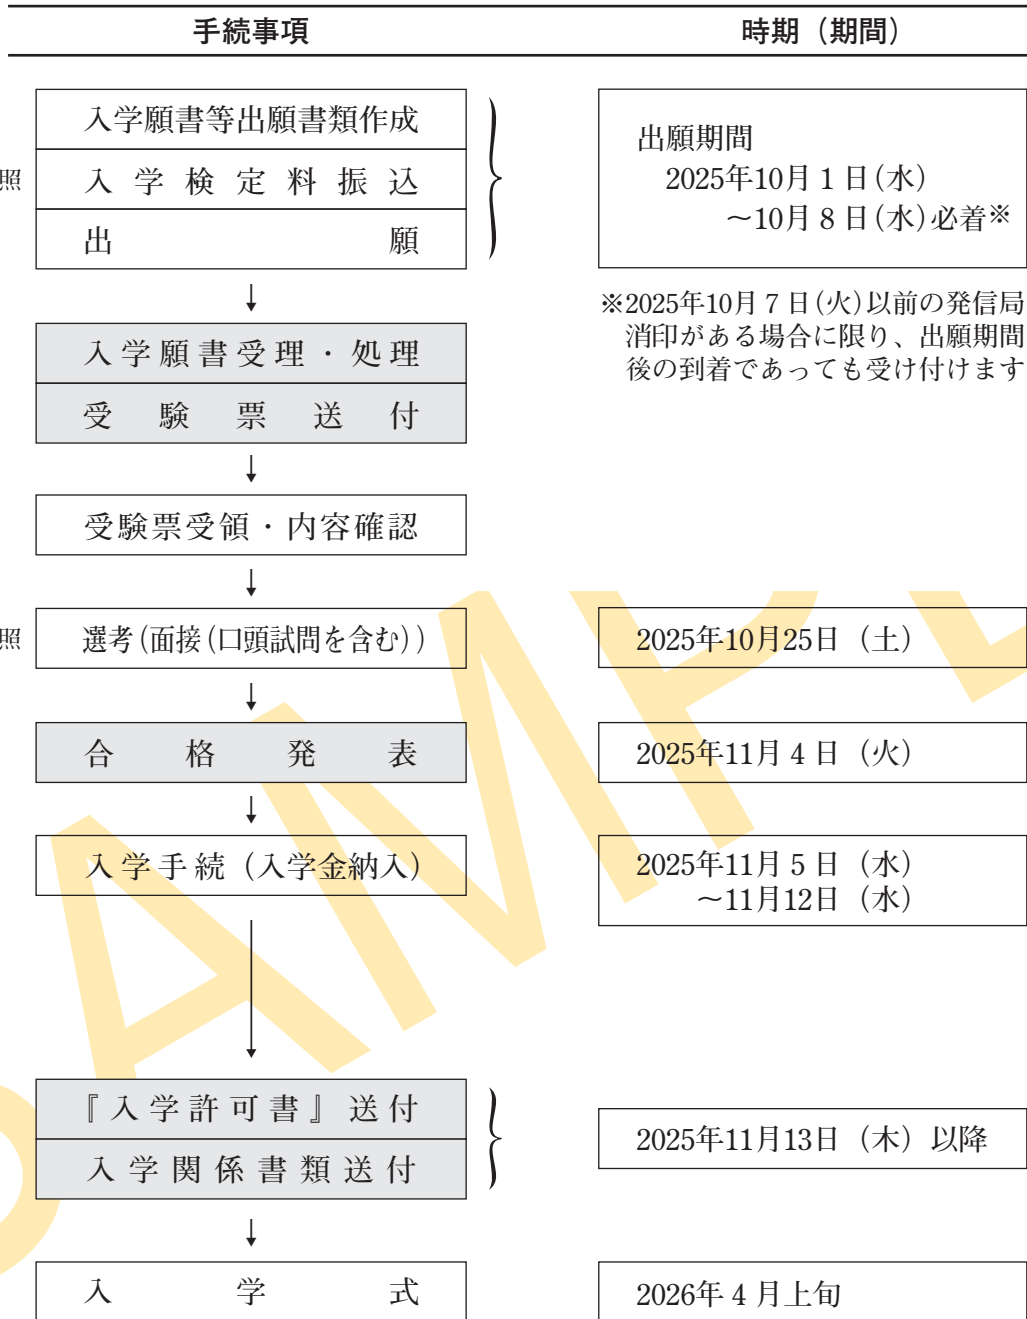 手続事項 時期（期間）
入学願書等出願書類作成
照 入学検定料振込
出願
出願期間
2025年10月1日(水)
～10月8日(水)必着※
※2025年10月7日(火)以前の発信局
消印がある場合に限り、出願期間
後の到着であっても受け付けます
↓
入学願書受理・処理
受験票送付
↓
受験票受領・内容確認
↓
照 選考(面接(口頭試問を含む)) 2025年10月25日（土）
↓
合格発表 2025年11月4日（火）
↓
入学手続（入学金納入） 2025年11月5日（水）
～11月12日（水）
↓
『入学許可書』送付
入学関係書類送付
2025年11月13日（木）以降
↓
入学式 2026年4月上旬
SAMPLE